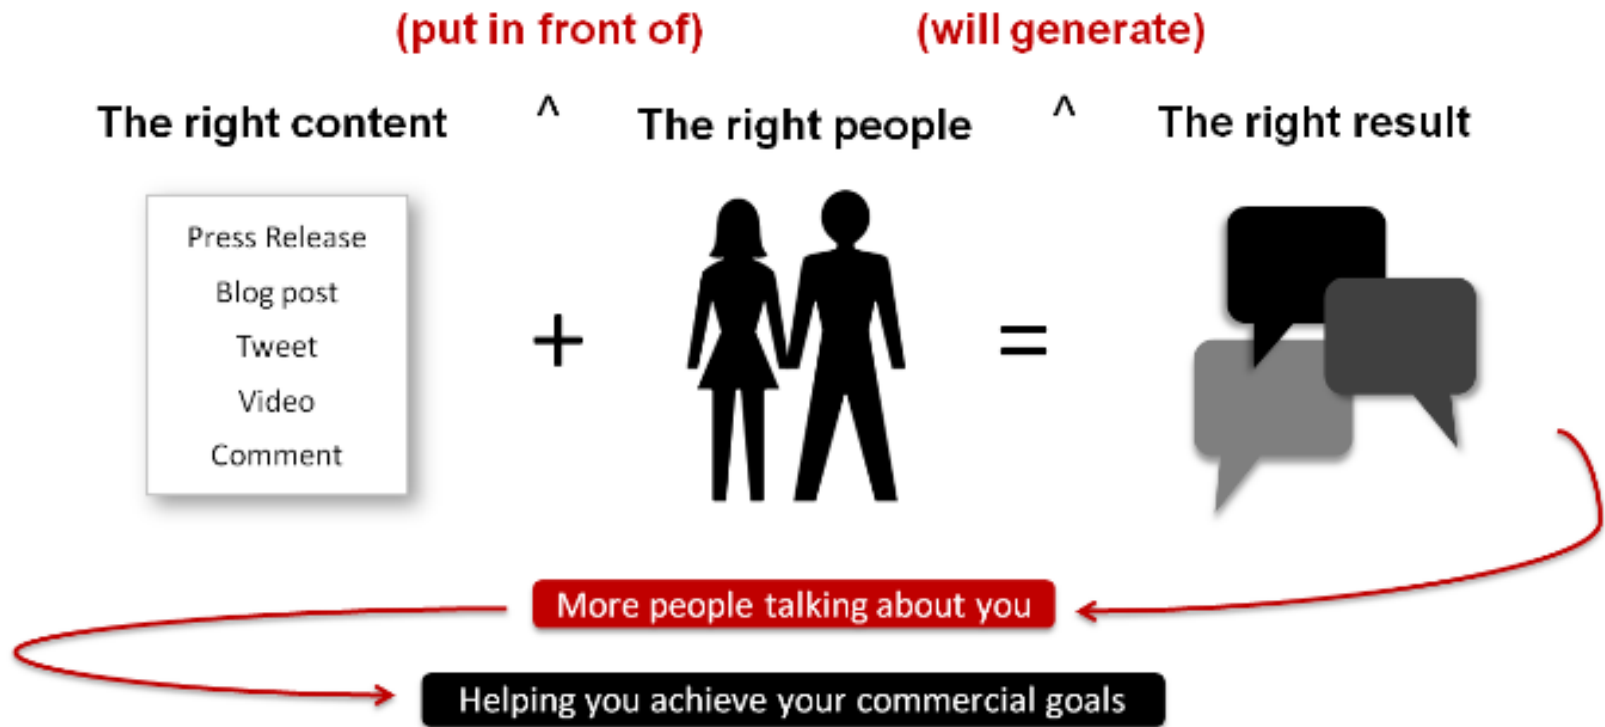 (put in front of) (will generate)
The right content ^ The right people ^ The right result
Press Release
Blog post
Tweet
Video
Comment
+ =
More people talking about you
Helping you achieve your commercial goals